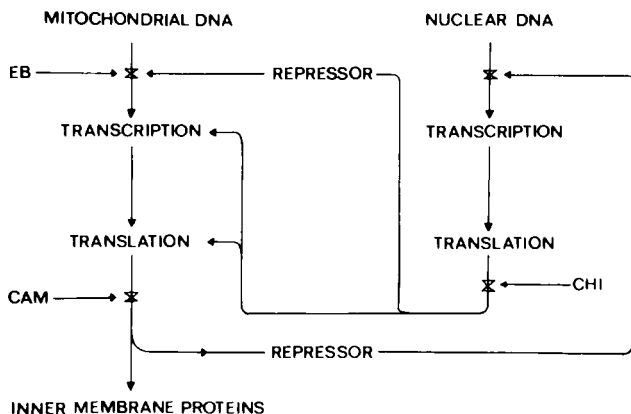 MITOCHONDRIAL DNA NUCLEAR DNA
EB REPRESSOR
TRANSCRIPTION TRANSCRIPTION
TRANSLATION TRANSLATION
CAM CHI
REPRESSOR
INNER MEMBRANE PROTEINS